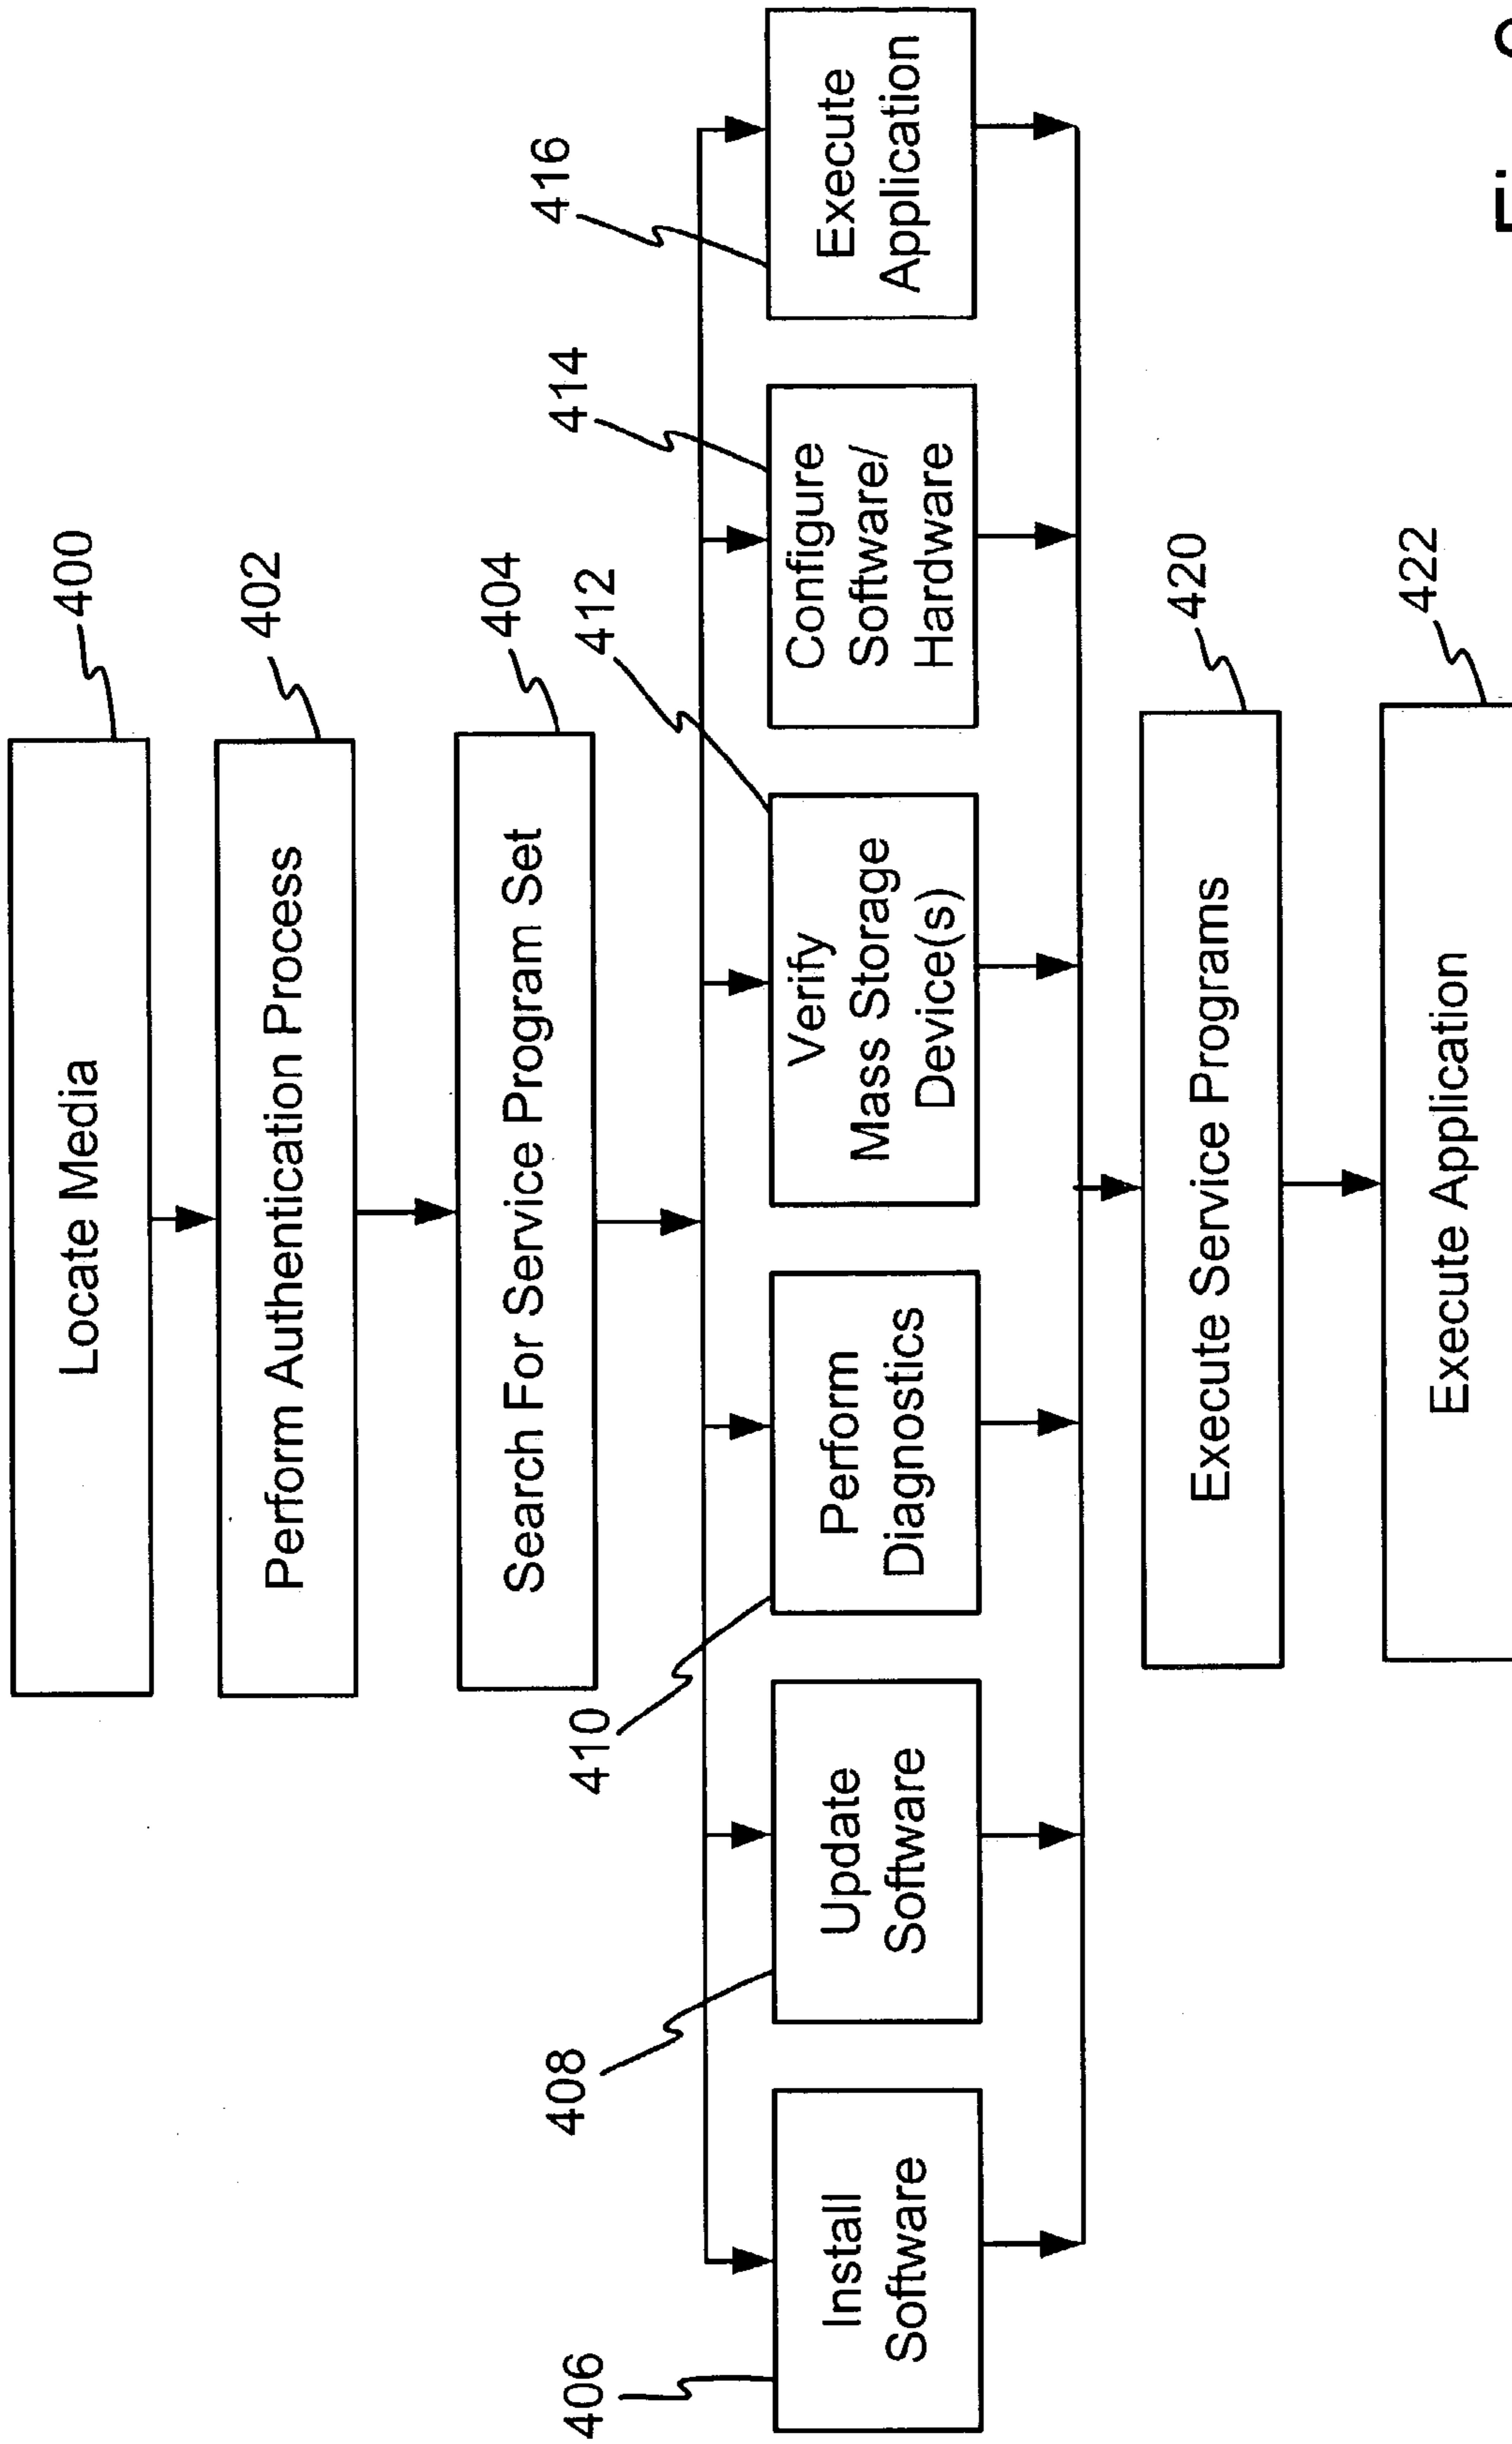 Locate Media
400
Perform Authentication Process
402
Search For Service Program Set
404
406
408
410
412
414
416
Install
Software
Update
Software
Perform
Diagnostics
Verify
Mass Storage
Device(s)
Configure
Software/
Hardware
Execute
Application
Execute Service Programs
420
Execute Application
422